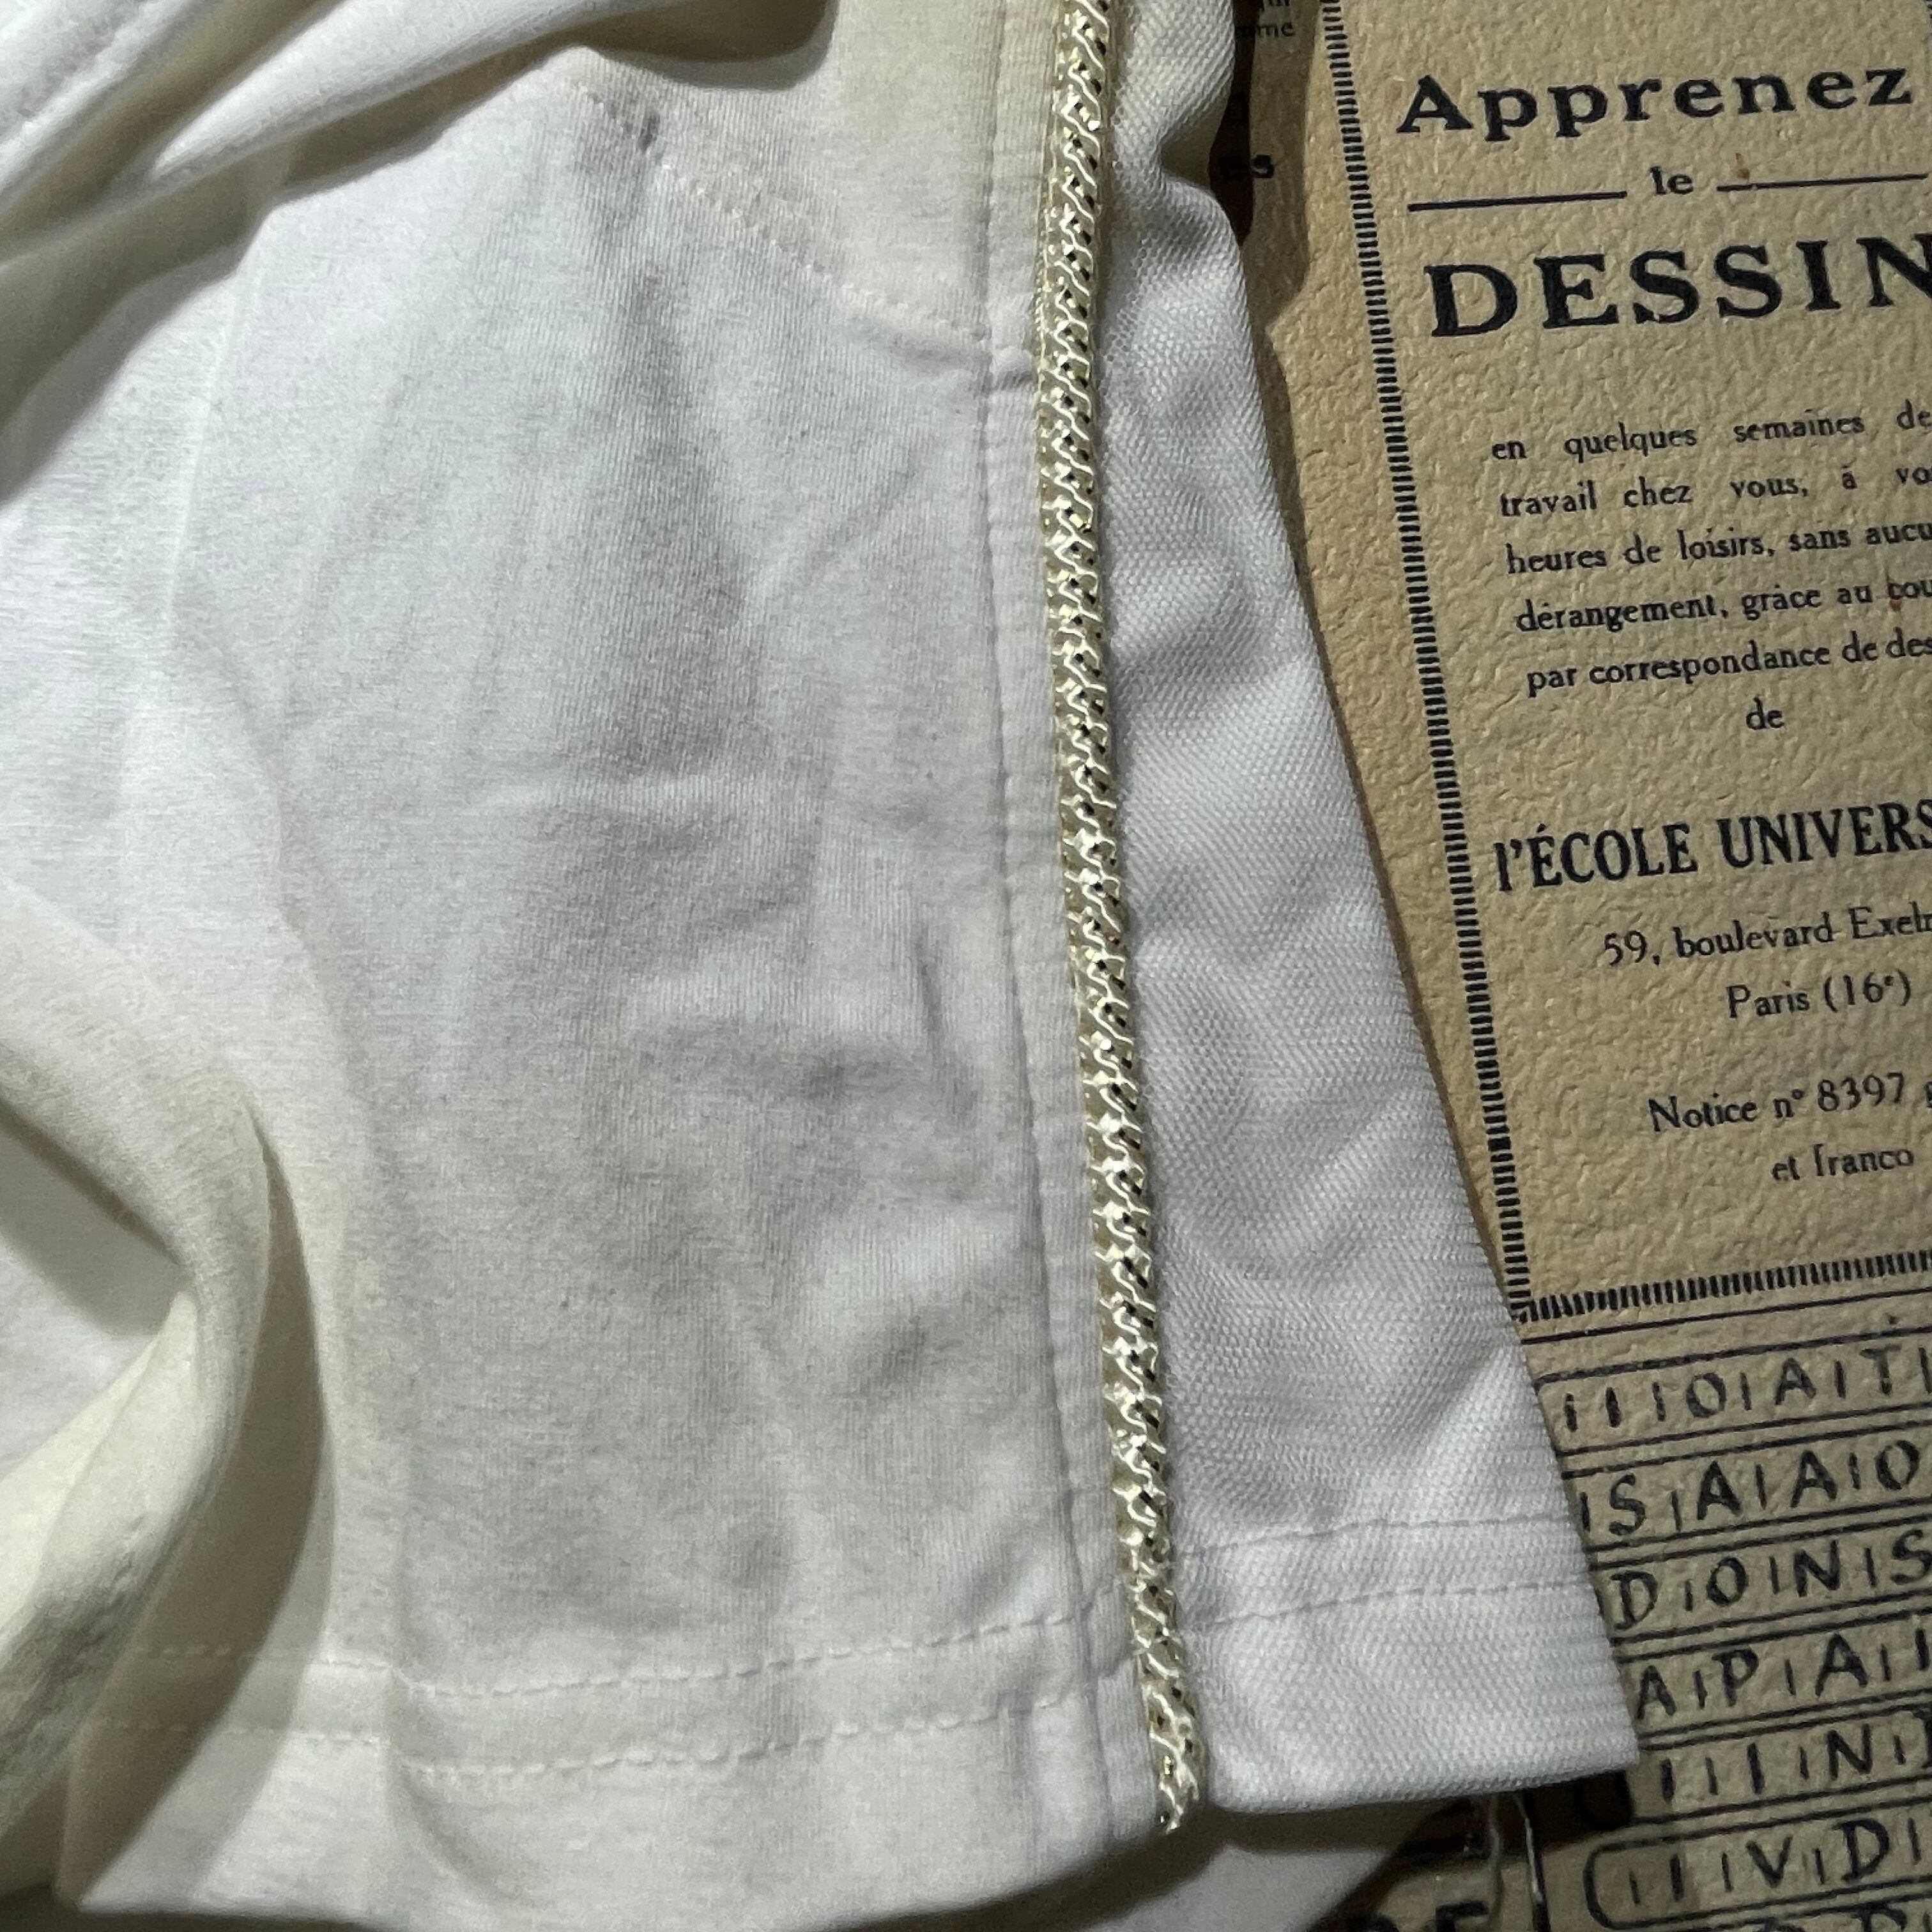 Apprenez
le
DESSIN
en quelques semaines de
travail chez vous, à vo
heures de loisirs, sans aucu
dérangement, grâce au cou
par correspondance de des
de
l'ÉCOLE UNIVERS
59, boulevard Exelm
Paris (16e)
Notice n° 8397
et franco
I I I O I A I T I
I S I A I A I O
D I O I N I S
A I P I A I I
I I I I N I
I I I V I D I